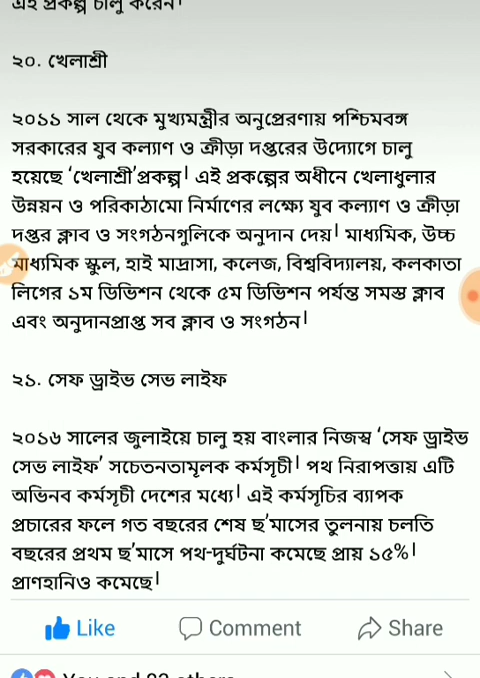 এই প্রকল্প চালু করেন।
২০. খেলাশ্রী
২০১১ সাল থেকে মুখ্যমন্ত্রীর অনুপ্রেরণায় পশ্চিমবঙ্গ
সরকারের যুব কল্যাণ ও ক্রীড়া দপ্তরের উদ্যোগে চালু
হয়েছে ‘খেলাশ্রী’প্রকল্প। এই প্রকল্পের অধীনে খেলাধুলার
উন্নয়ন ও পরিকাঠামো নির্মাণের লক্ষ্যে যুব কল্যাণ ও ক্রীড়া
দপ্তর ক্লাব ও সংগঠনগুলিকে অনুদান দেয়। মাধ্যমিক, উচ্চ
মাধ্যমিক স্কুল, হাই মাদ্রাসা, কলেজ, বিশ্ববিদ্যালয়, কলকাতা
লিগের ১ম ডিভিশন থেকে ৫ম ডিভিশন পর্যন্ত সমস্ত ক্লাব
এবং অনুদানপ্রাপ্ত সব ক্লাব ও সংগঠন।
২১. সেফ ড্রাইভ সেভ লাইফ
২০১৬ সালের জুলাইয়ে চালু হয় বাংলার নিজস্ব ‘সেফ ড্রাইভ
সেভ লাইফ’ সচেতনতামূলক কর্মসূচী। পথ নিরাপত্তায় এটি
অভিনব কর্মসূচী দেশের মধ্যে। এই কর্মসূচির ব্যাপক
প্রচারের ফলে গত বছরের শেষ ছ’মাসের তুলনায় চলতি
বছরের প্রথম ছ’মাসে পথ-দুর্ঘটনা কমেছে প্রায় ১৫%।
প্রাণহানিও কমেছে।
Like Comment Share
You and 23 others